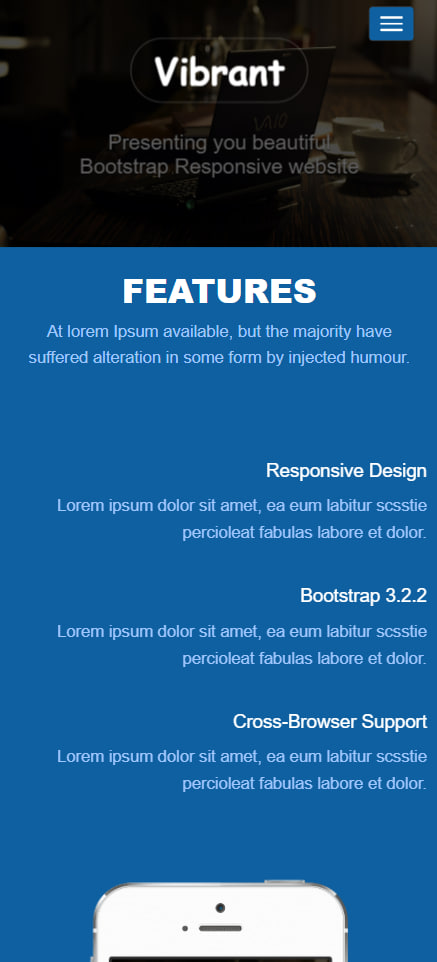 Vibrant
Presenting you beautiful
Bootstrap Responsive website
FEATURES
At lorem Ipsum available, but the majority have
suffered alteration in some form by injected humour.
Responsive Design
Lorem ipsum dolor sit amet, ea eum labitur scsstie
percioleat fabulas labore et dolor.
Bootstrap 3.2.2
Lorem ipsum dolor sit amet, ea eum labitur scsstie
percioleat fabulas labore et dolor.
Cross-Browser Support
Lorem ipsum dolor sit amet, ea eum labitur scsstie
percioleat fabulas labore et dolor.